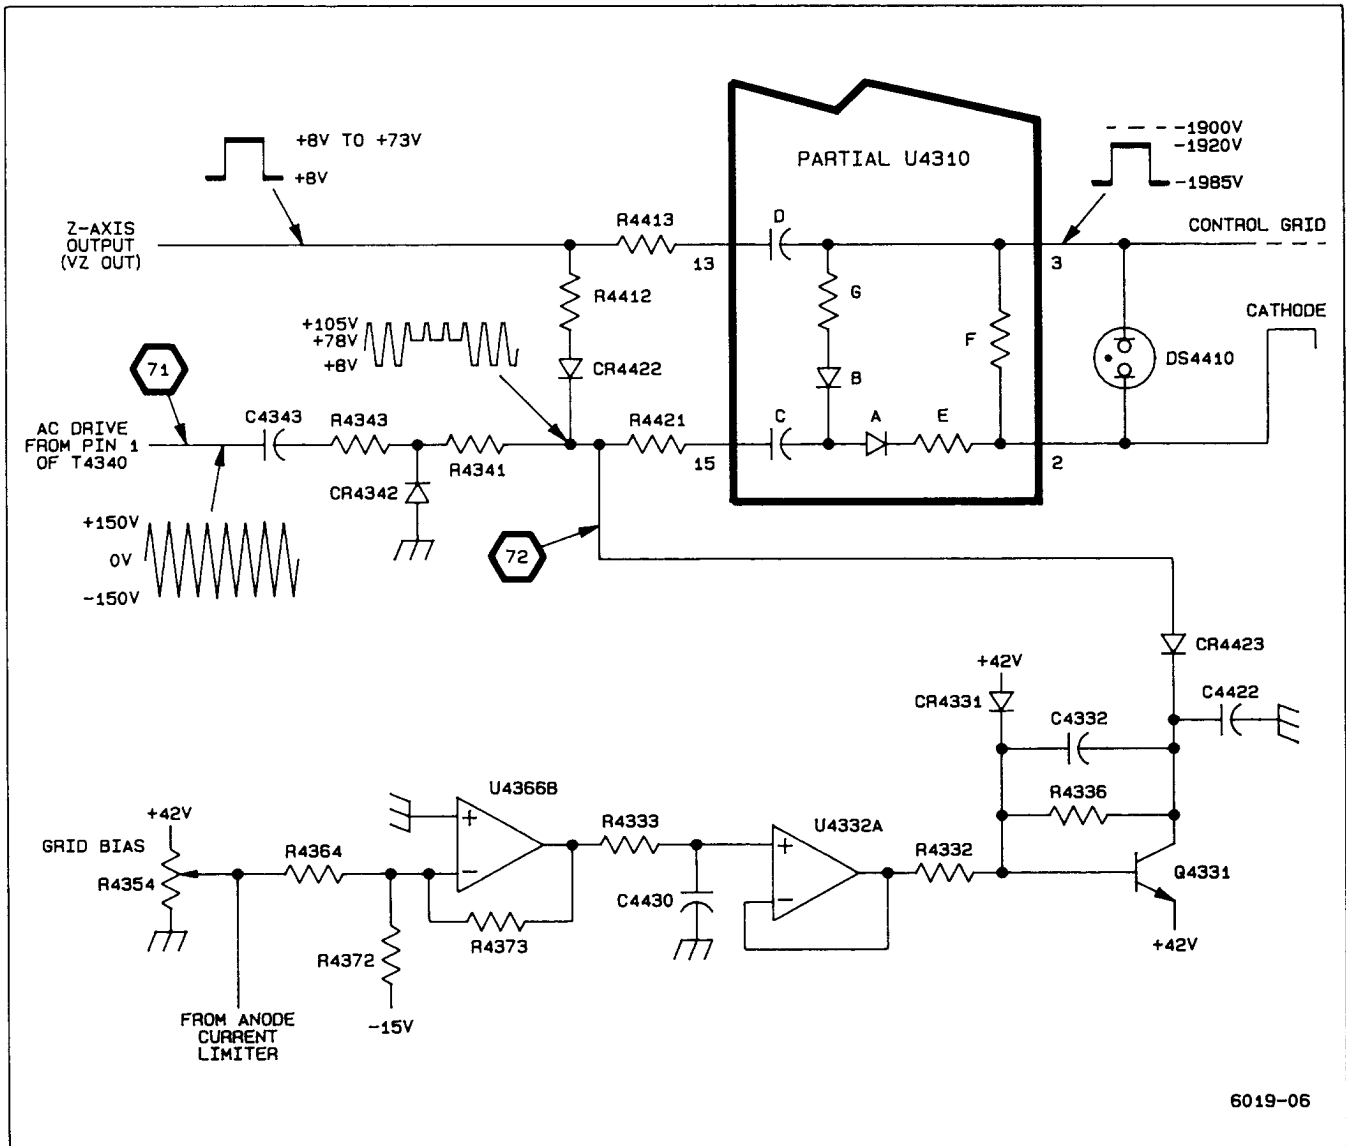 +8V TO +73V
+8V
PARTIAL U4310
-1900V
-1920V
-1985V
Z-AXIS
OUTPUT
(VZ OUT)
R4413
D
CONTROL GRID
13
3
R4412
G
F
CATHODE
+105V
+78V
+8V
71
CR4422
B
DS4410
AC DRIVE
FROM PIN 1
OF T4340
C4343
R4343
R4341
R4421
C
A
E
15
2
CR4342
+150V
0V
-150V
72
CR4423
+42V
CR4331
C4332
C4422
U4366B
R4336
+42V
GRID BIAS
R4354
R4364
+
-
R4333
U4332A
+
-
R4332
Q4331
C4430
R4373
R4372
+42V
-15V
FROM ANODE
CURRENT
LIMITER
6019-06